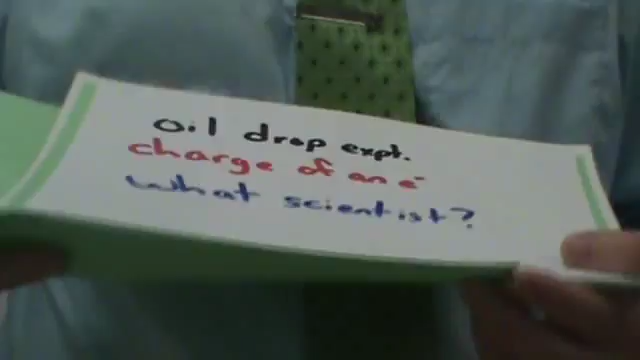 oil drop expt.
charge of an e⁻
what scientist?